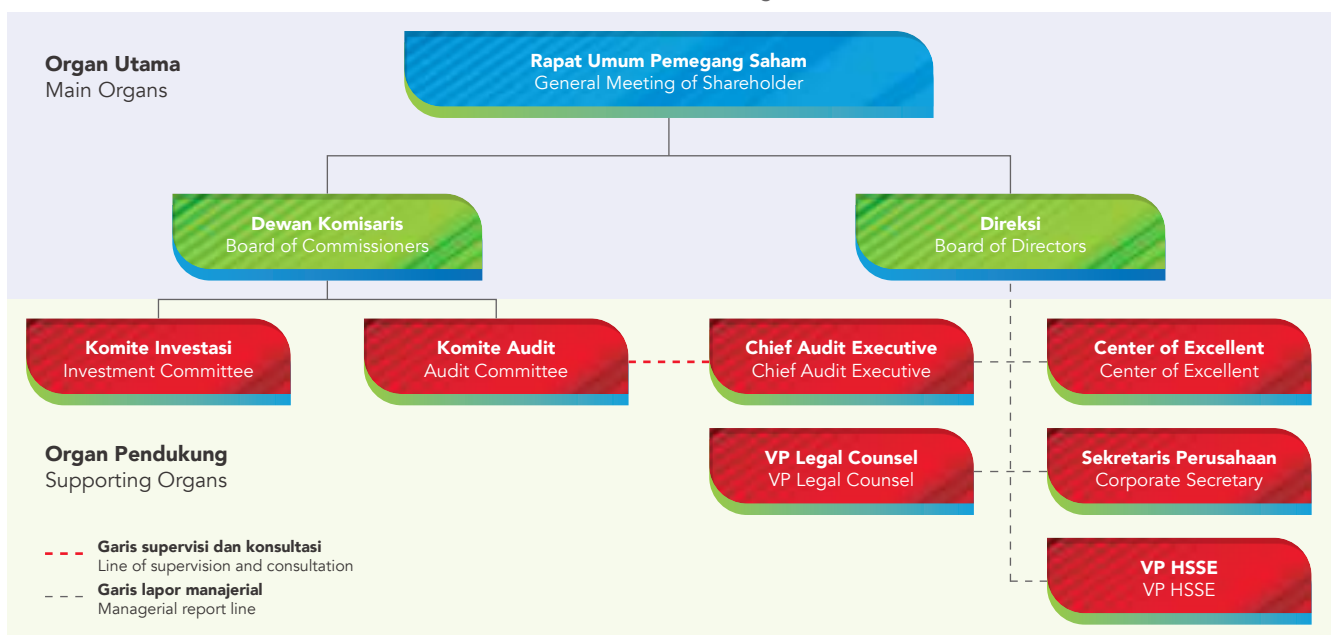 Organ Utama
Main Organs
Rapat Umum Pemegang Saham
General Meeting of Shareholder
Dewan Komisaris
Board of Commissioners
Direksi
Board of Directors
Komite Investasi
Investment Committee
Komite Audit
Audit Committee
Chief Audit Executive
Chief Audit Executive
Center of Excellent
Center of Excellent
Organ Pendukung
Supporting Organs
VP Legal Counsel
VP Legal Counsel
Sekretaris Perusahaan
Corporate Secretary
Garis supervisi dan konsultasi
Line of supervision and consultation
Garis lapor manajerial
Managerial report line
VP HSSE
VP HSSE